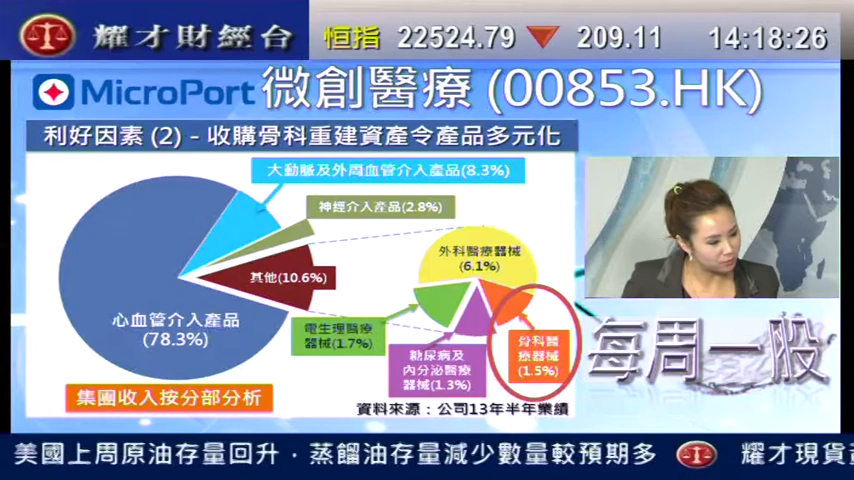 耀才財經台
恒指 22524.79 209.11 14:18:26
MicroPort 微創醫療 (00853.HK)
利好因素 (2) - 收購骨科重建資產令產品多元化
大動脈及外周血管介入產品(8.3%)
神經介入產品(2.8%)
外科醫療器械
(6.1%)
其他(10.6%)
心血管介入產品
(78.3%)
電生理醫療
器械(1.7%)
骨科醫
療器械
(1.5%)
糖尿病及
內分泌醫療
器械(1.3%)
每周一股
集團收入按分部分析
資料來源：公司13年半年業績
美國上周原油存量回升．蒸餾油存量減少數量較預期多
耀才現貨